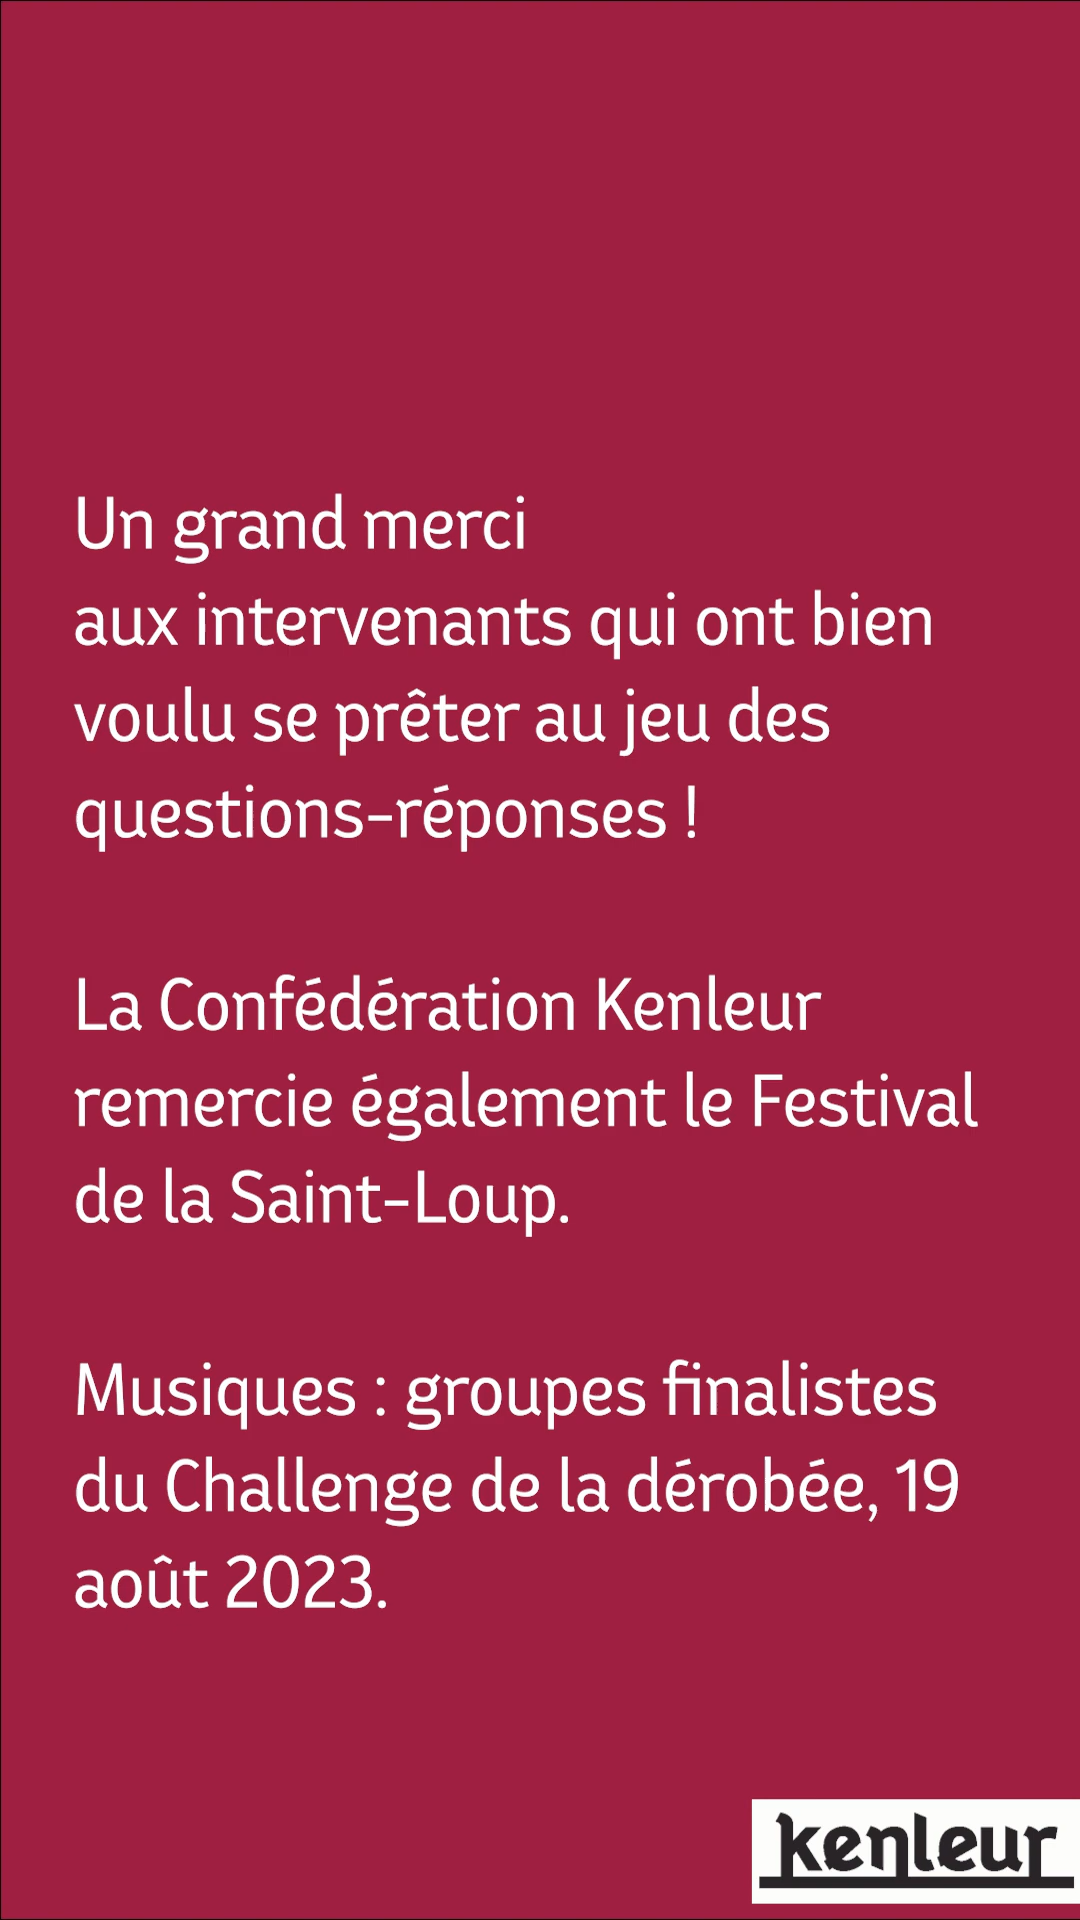 Un grand merci
aux intervenants qui ont bien
voulu se prêter au jeu des
questions-réponses !
La Confédération Kenleur
remercie également le Festival
de la Saint-Loup.
Musiques : groupes finalistes
du Challenge de la dérobée, 19
août 2023.
kenleur